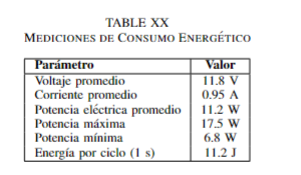 TABLE XX
MEDICIONES DE CONSUMO ENERGÉTICO
Parámetro Valor
Voltaje promedio 11.8 V
Corriente promedio 0.95 A
Potencia eléctrica promedio 11.2 W
Potencia máxima 17.5 W
Potencia mínima 6.8 W
Energía por ciclo (1 s) 11.2 J